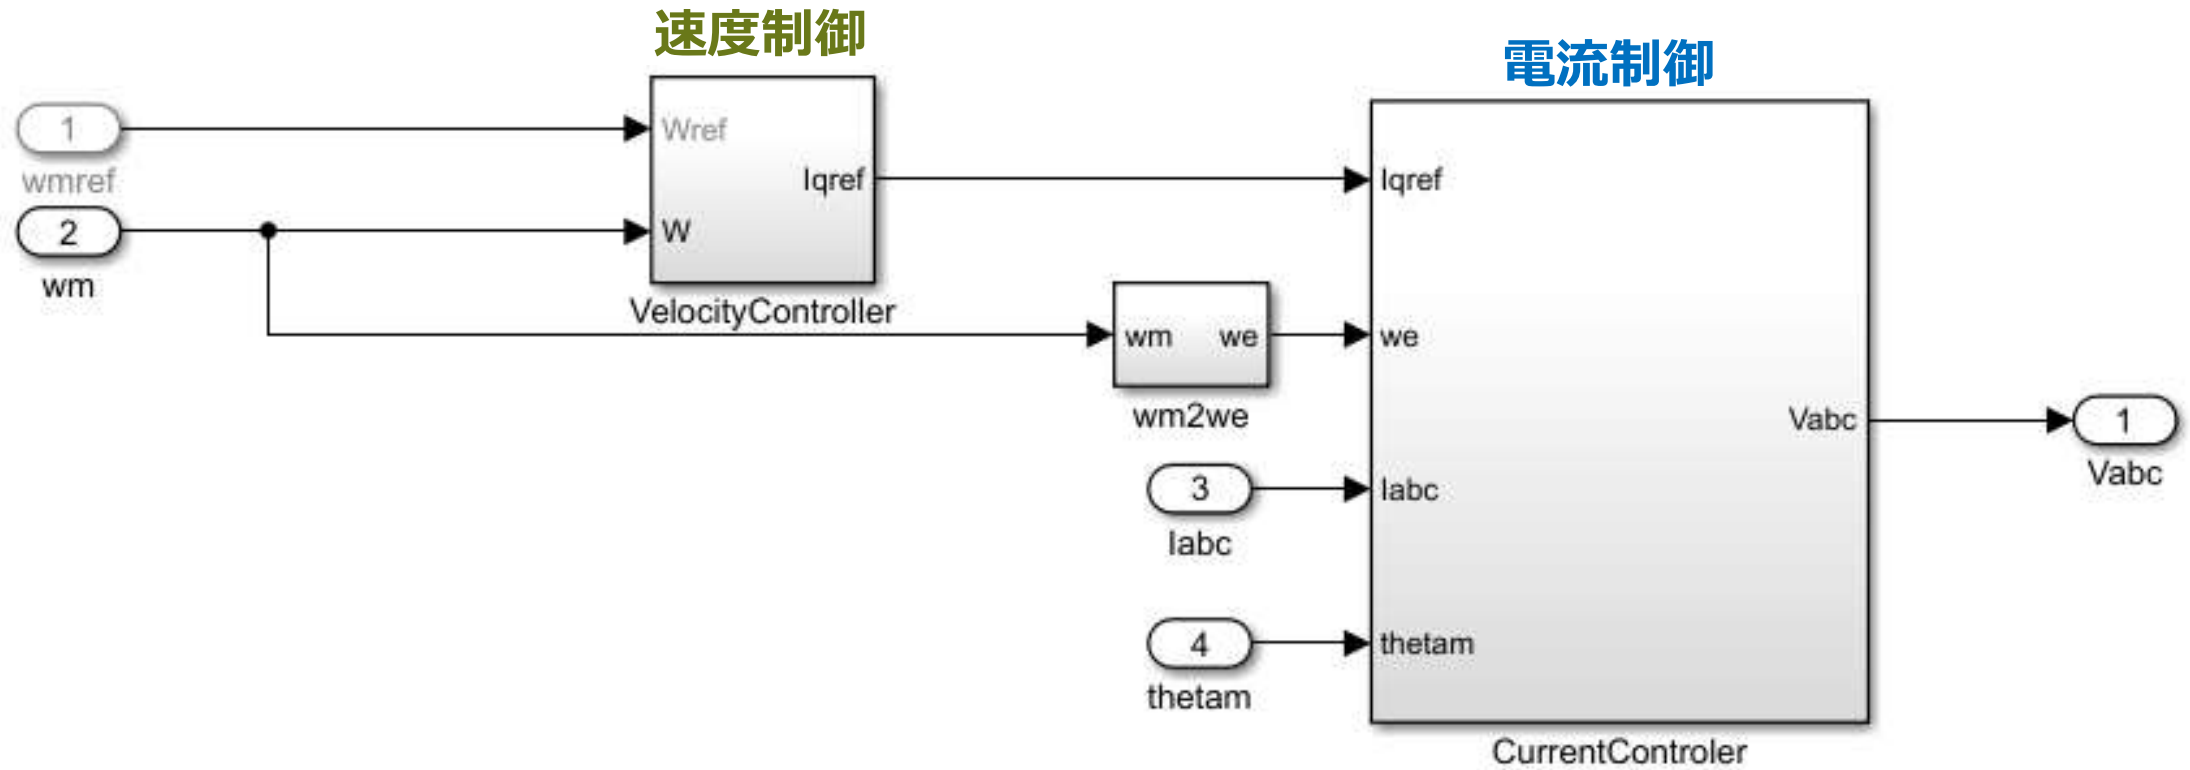 速度制御
電流制御
1
wmref
2
wm
Wref
W
Iqref
VelocityController
wm
we
wm2we
3
Iabc
4
thetam
Iqref
we
Iabc
thetam
Vabc
CurrentControler
1
Vabc